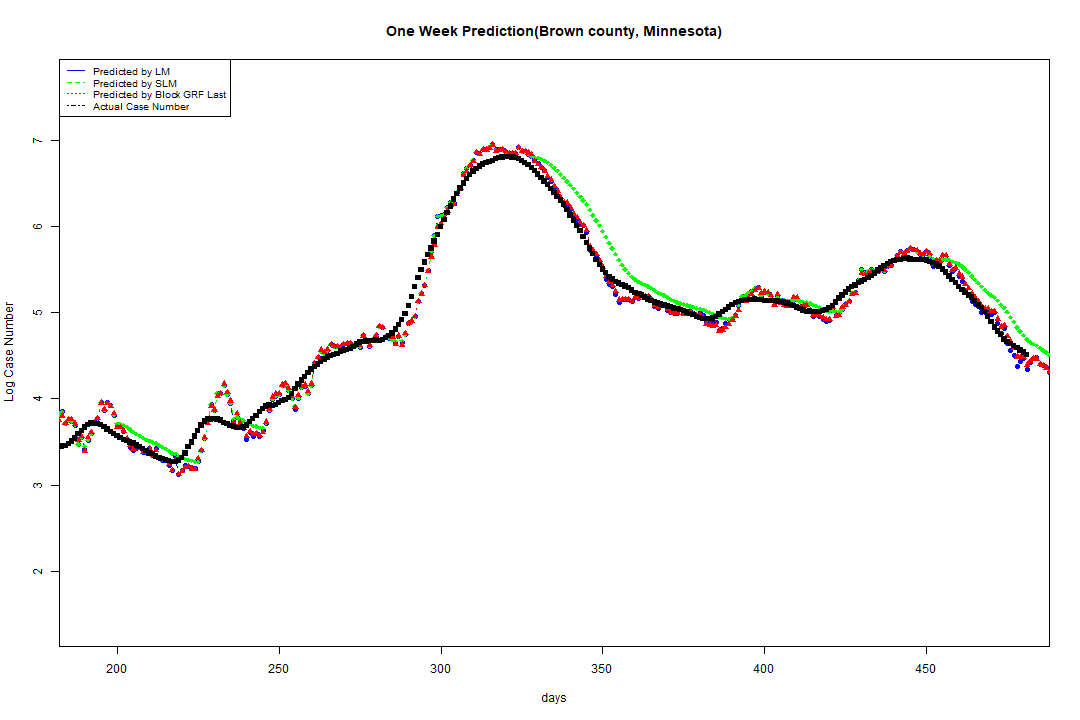 One Week Prediction(Brown county, Minnesota)
Predicted by LM
Predicted by SLM
Predicted by Block GRF Last
Actual Case Number
7
6
5
4
3
2
Log Case Number
200 250 300 350 400 450
days